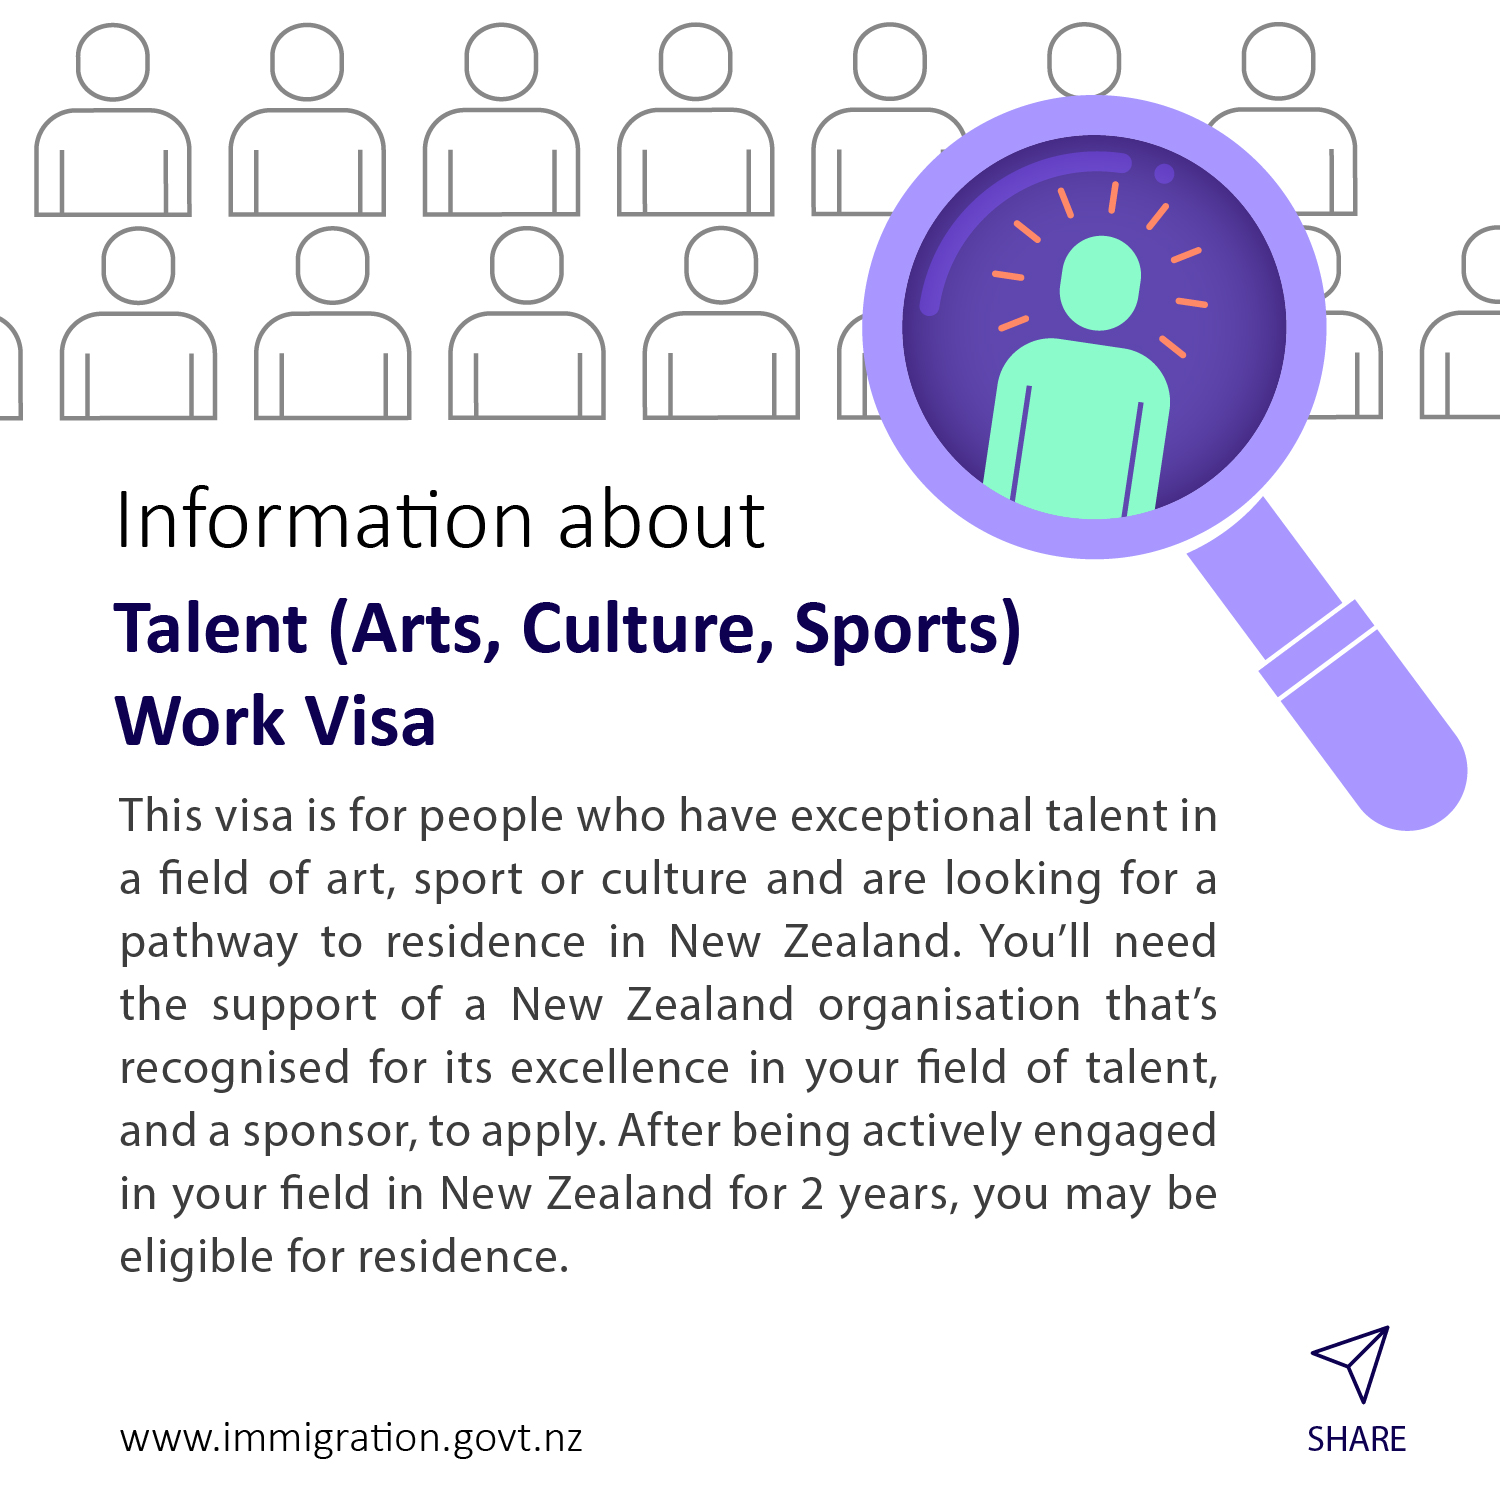 Information about
Talent (Arts, Culture, Sports)
Work Visa
This visa is for people who have exceptional talent in
a field of art, sport or culture and are looking for a
pathway to residence in New Zealand. You’ll need
the support of a New Zealand organisation that’s
recognised for its excellence in your field of talent,
and a sponsor, to apply. After being actively engaged
in your field in New Zealand for 2 years, you may be
eligible for residence.
www.immigration.govt.nz
SHARE